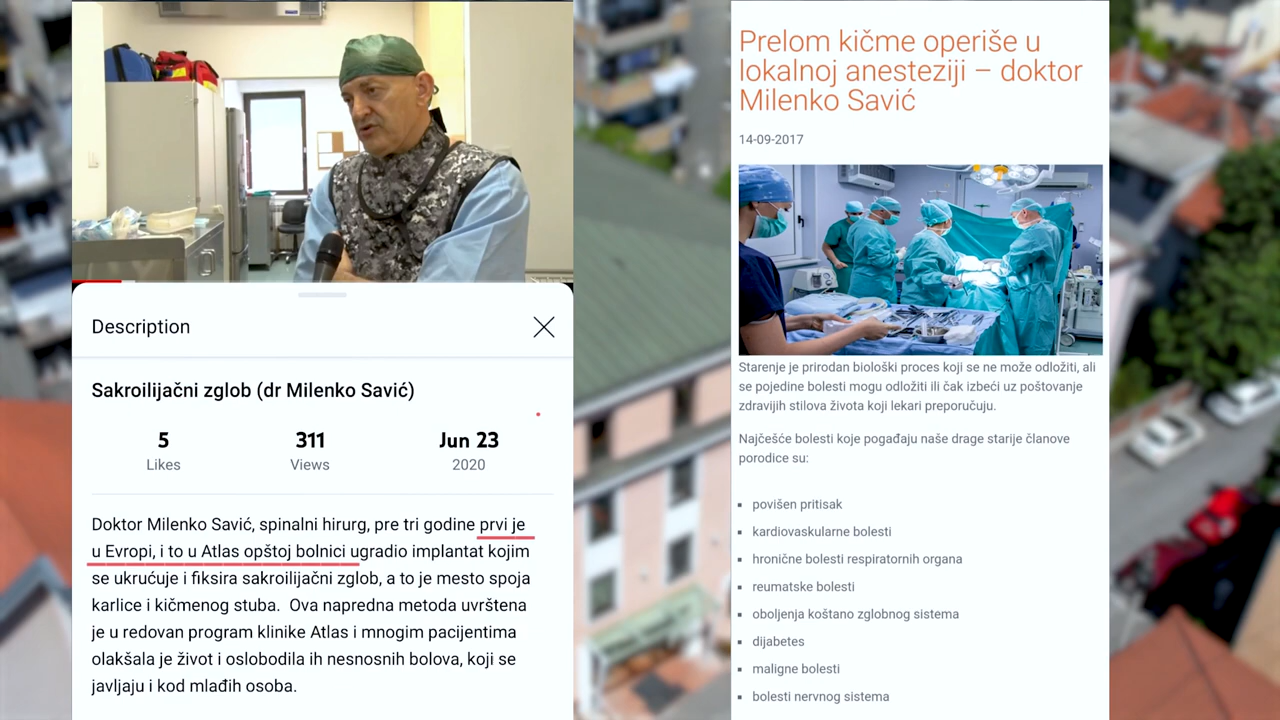 Description
Sakroilijačni zglob (dr Milenko Savić)
5
311
Jun 23
Likes
Views
2020
Doktor Milenko Savić, spinalni hirurg, pre tri godine prvi je
u Evropi, i to u Atlas opštoj bolnici ugradio implantat kojim
se ukrućuje i fiksira sakroilijačni zglob, a to je mesto spoja
karlice i kičmenog stuba. Ova napredna metoda uvrštena
je u redovan program klinike Atlas i mnogim pacijentima
olakšala je život i oslobodila ih nesnosnih bolova, koji se
javljaju i kod mlađih osoba.
Prelom kičme operiše u
lokalnoj anesteziji – doktor
Milenko Savić
14-09-2017
Starenje je prirodan biološki proces koji se ne može odložiti, ali
se pojedine bolesti mogu odložiti ili čak izbeći uz poštovanje
zdravijih stilova života koji lekari preporučuju.
Najčešće bolesti koje pogađaju naše drage starije članove
porodice su:
povišen pritisak
kardiovaskularne bolesti
hronične bolesti respiratornih organa
reumatske bolesti
oboljenja koštano zglobnog sistema
dijabetes
maligne bolesti
bolesti nervnog sistema